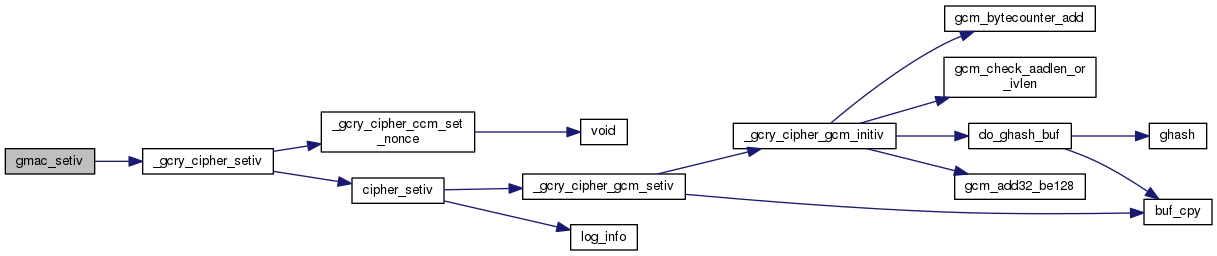 gmac_setiv
_gcry_cipher_setiv
_gcry_cipher_ccm_set
_nonce
cipher_setiv
void
_gcry_cipher_gcm_setiv
log_info
_gcry_cipher_gcm_initiv
gcm_bytecounter_add
gcm_check_aadlen_or
_ivlen
do_ghash_buf
gcm_add32_be128
ghash
buf_cpy